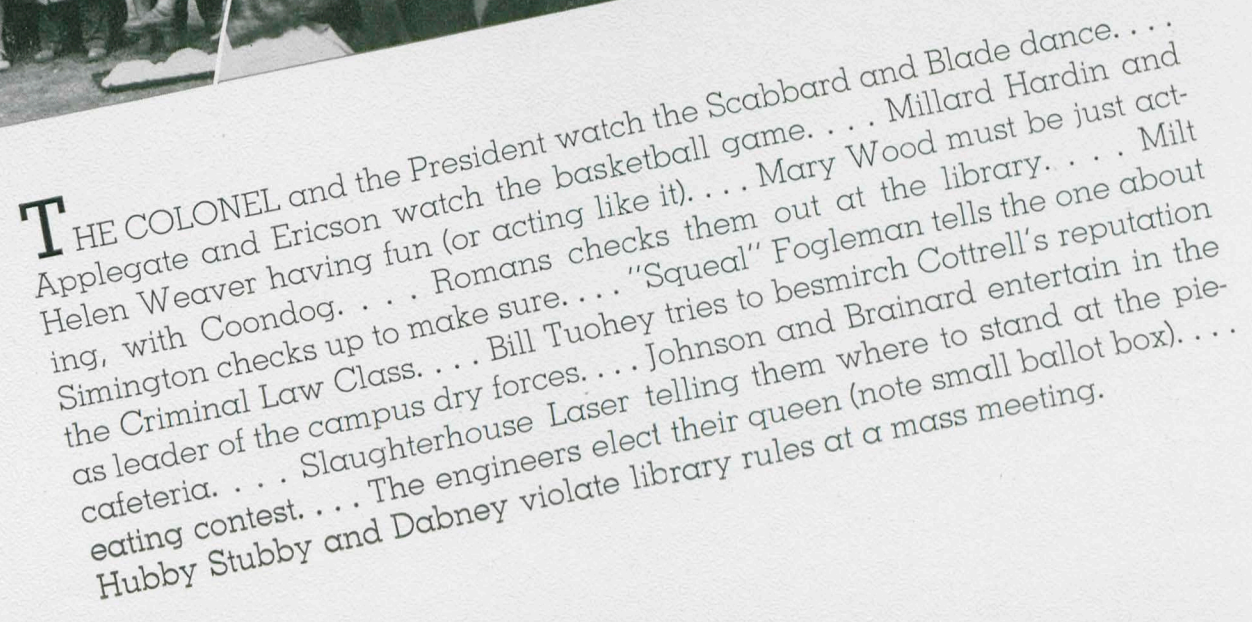 THE COLONEL and the President watch the Scabbard and Blade dance. . . .
Applegate and Ericson watch the basketball game. . . . Millard Hardin and
Helen Weaver having fun (or acting like it). . . . Mary Wood must be just act-
ing, with Coondog. . . . Romans checks them out at the library. . . . Milt
Simington checks up to make sure. . . . "Squeal" Fogleman tells the one about
the Criminal Law Class. . . . Bill Tuohey tries to besmirch Cottrell's reputation
as leader of the campus dry forces. . . . Johnson and Brainard entertain in the
cafeteria. . . . Slaughterhouse Laser telling them where to stand at the pie-
eating contest. . . . The engineers elect their queen (note small ballot box). . . .
Hubby Stubby and Dabney violate library rules at a mass meeting.